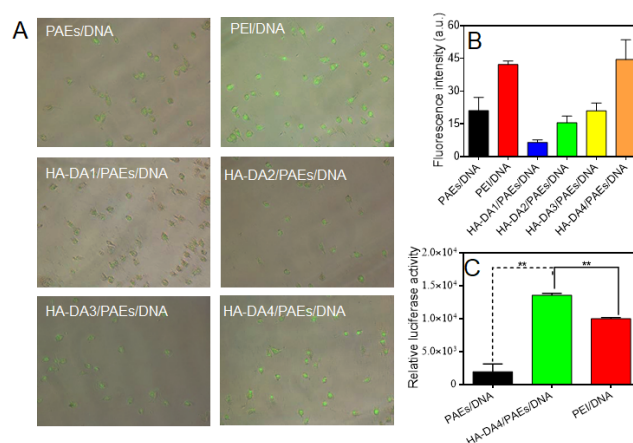 A
PAEs/DNA
PEI/DNA
HA-DA1/PAEs/DNA
HA-DA2/PAEs/DNA
HA-DA3/PAEs/DNA
HA-DA4/PAEs/DNA
B
Fluorescence intensity (a.u.)
60
45
30
15
0
PAEs/DNA
PEI/DNA
HA-DA1/PAEs/DNA
HA-DA2/PAEs/DNA
HA-DA3/PAEs/DNA
HA-DA4/PAEs/DNA
C
Relative luciferase activity
2.0×10⁴
1.5×10⁴
1.0×10⁴
5.0×10³
0
**
**
PAEs/DNA
HA-DA4/PAEs/DNA
PEI/DNA